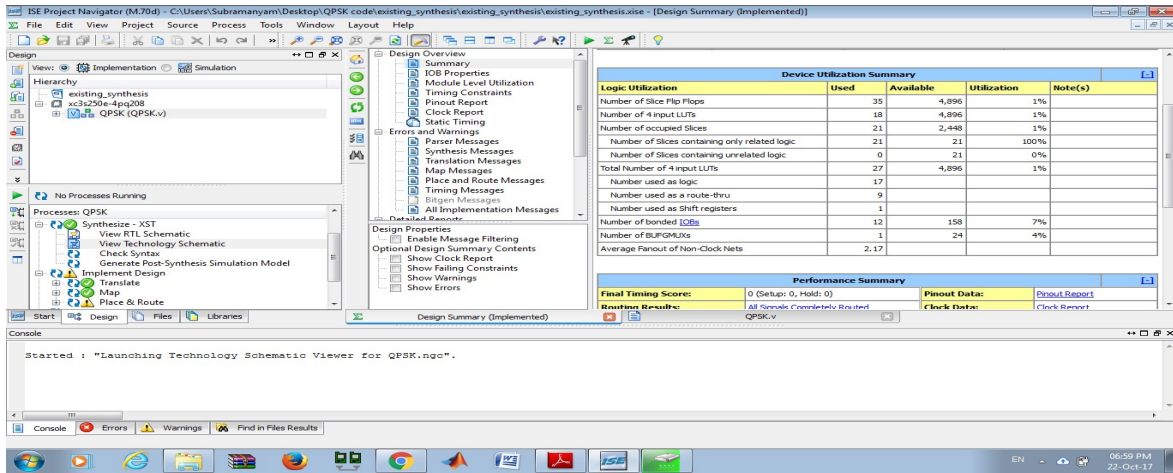 ISE Project Navigator (M.70d) - C:\Users\Subramanyam\Desktop\QPSK code\existing_synthesis\existing_synthesis\existing_synthesis.xise - [Design Summary (Implemented)]
File Edit View Project Source Process Tools Window Layout Help
Design
View: Implementation Simulation
Hierarchy
existing_synthesis
xc3s250e-4pq208
QPSK (QPSK.v)
No Processes Running
Processes: QPSK
Synthesize - XST
View RTL Schematic
View Technology Schematic
Check Syntax
Generate Post-Synthesis Simulation Model
Implement Design
Translate
Map
Place & Route
Start Design Files Libraries
Design Overview
Summary
IOB Properties
Module Level Utilization
Timing Constraints
Pinout Report
Clock Report
Static Timing
Errors and Warnings
Parser Messages
Synthesis Messages
Translation Messages
Map Messages
Place and Route Messages
Timing Messages
Bitgen Messages
All Implementation Messages
Detailed Reports
Design Properties
Enable Message Filtering
Optional Design Summary Contents
Show Clock Report
Show Failing Constraints
Show Warnings
Show Errors
Device Utilization Summary [-]
Logic Utilization Used Available Utilization Note(s)
Number of Slice Flip Flops 35 4,896 1%
Number of 4 input LUTs 18 4,896 1%
Number of occupied Slices 21 2,448 1%
Number of Slices containing only related logic 21 21 100%
Number of Slices containing unrelated logic 0 21 0%
Total Number of 4 input LUTs 27 4,896 1%
Number used as logic 17
Number used as a route-thru 9
Number used as Shift registers 1
Number of bonded IOBs 12 158 7%
Number of BUFGMUXs 1 24 4%
Average Fanout of Non-Clock Nets 2.17
Performance Summary [-]
Final Timing Score: 0 (Setup: 0, Hold: 0) Pinout Data: Pinout Report
Routing Results: All Signals Completely Routed Clock Data: Clock Report
Design Summary (Implemented) QPSK.v
Console
Started : "Launching Technology Schematic Viewer for QPSK.ngc".
Console Errors Warnings Find in Files Results
ISE
EN 06:59 PM
22-Oct-17